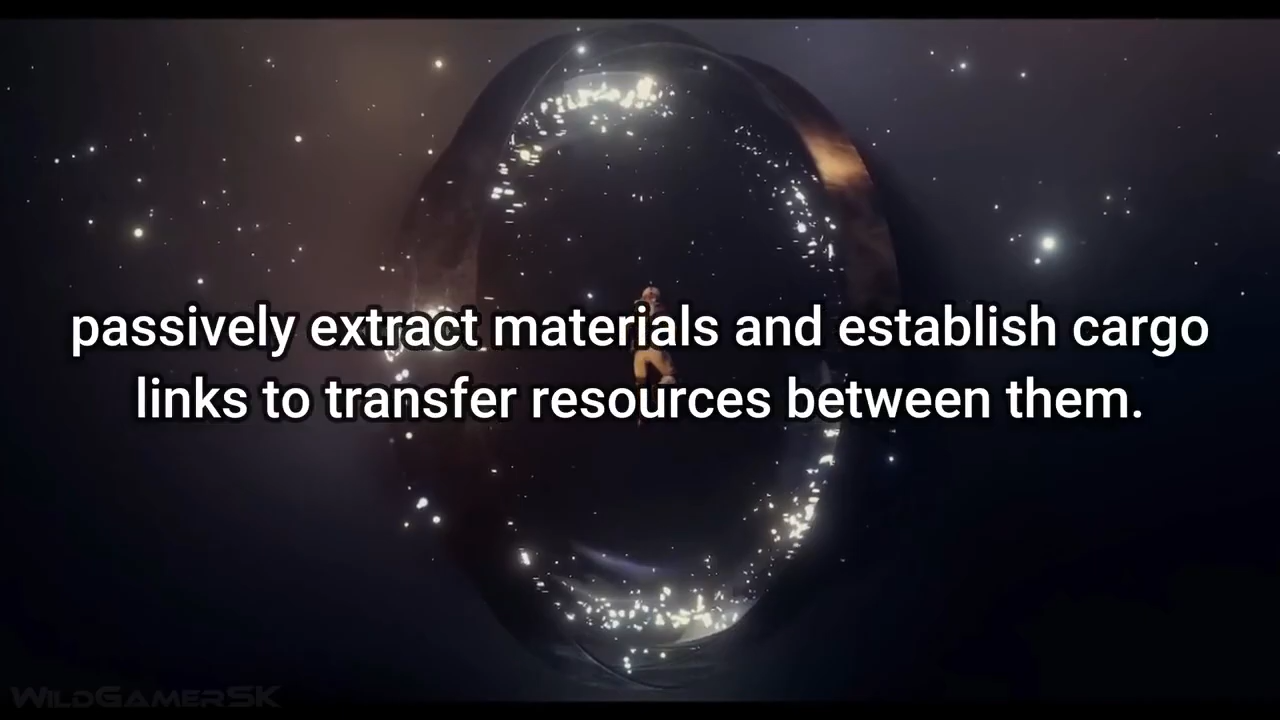 passively extract materials and establish cargo
links to transfer resources between them.
WildGamerSK